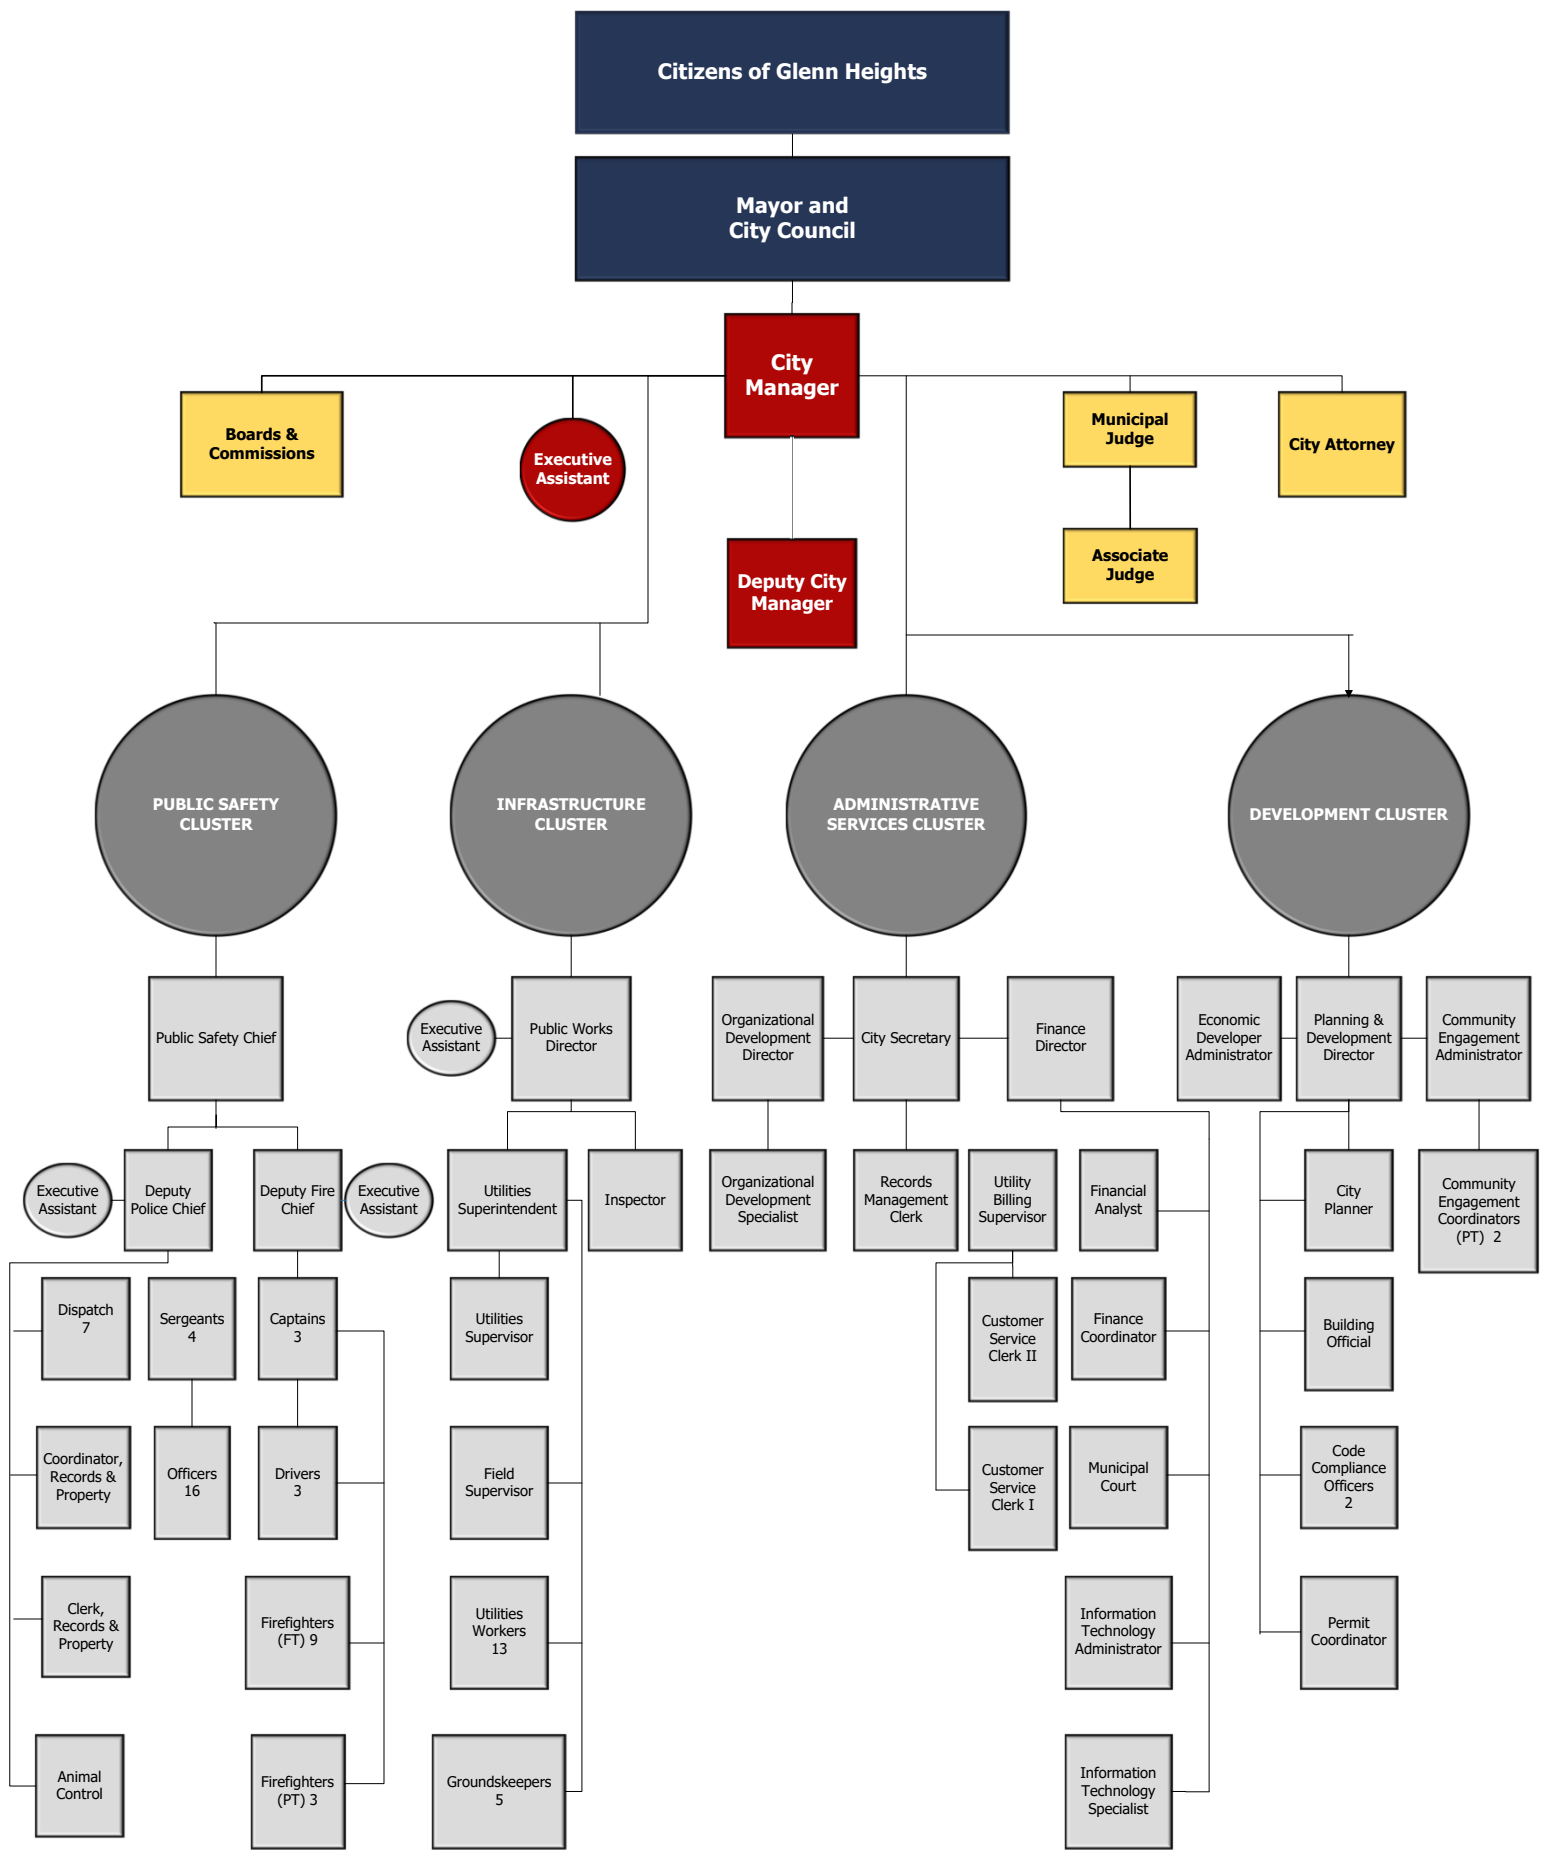 Citizens of Glenn Heights
Mayor and
City Council
City
Manager
Boards &
Commissions
Executive
Assistant
Municipal
Judge
City Attorney
Associate
Judge
Deputy City
Manager
PUBLIC SAFETY
CLUSTER
INFRASTRUCTURE
CLUSTER
ADMINISTRATIVE
SERVICES CLUSTER
DEVELOPMENT CLUSTER
Public Safety Chief
Executive
Assistant
Public Works
Director
Organizational
Development
Director
City Secretary
Finance
Director
Economic
Developer
Administrator
Planning &
Development
Director
Community
Engagement
Administrator
Executive
Assistant
Deputy
Police Chief
Deputy Fire
Chief
Executive
Assistant
Utilities
Superintendent
Inspector
Organizational
Development
Specialist
Records
Management
Clerk
Utility
Billing
Supervisor
Financial
Analyst
City
Planner
Community
Engagement
Coordinators
(PT) 2
Dispatch
7
Sergeants
4
Captains
3
Utilities
Supervisor
Customer
Service
Clerk II
Finance
Coordinator
Building
Official
Coordinator,
Records &
Property
Officers
16
Drivers
3
Field
Supervisor
Customer
Service
Clerk I
Municipal
Court
Code
Compliance
Officers
2
Clerk,
Records &
Property
Firefighters
(FT) 9
Utilities
Workers
13
Information
Technology
Administrator
Permit
Coordinator
Animal
Control
Firefighters
(PT) 3
Groundskeepers
5
Information
Technology
Specialist